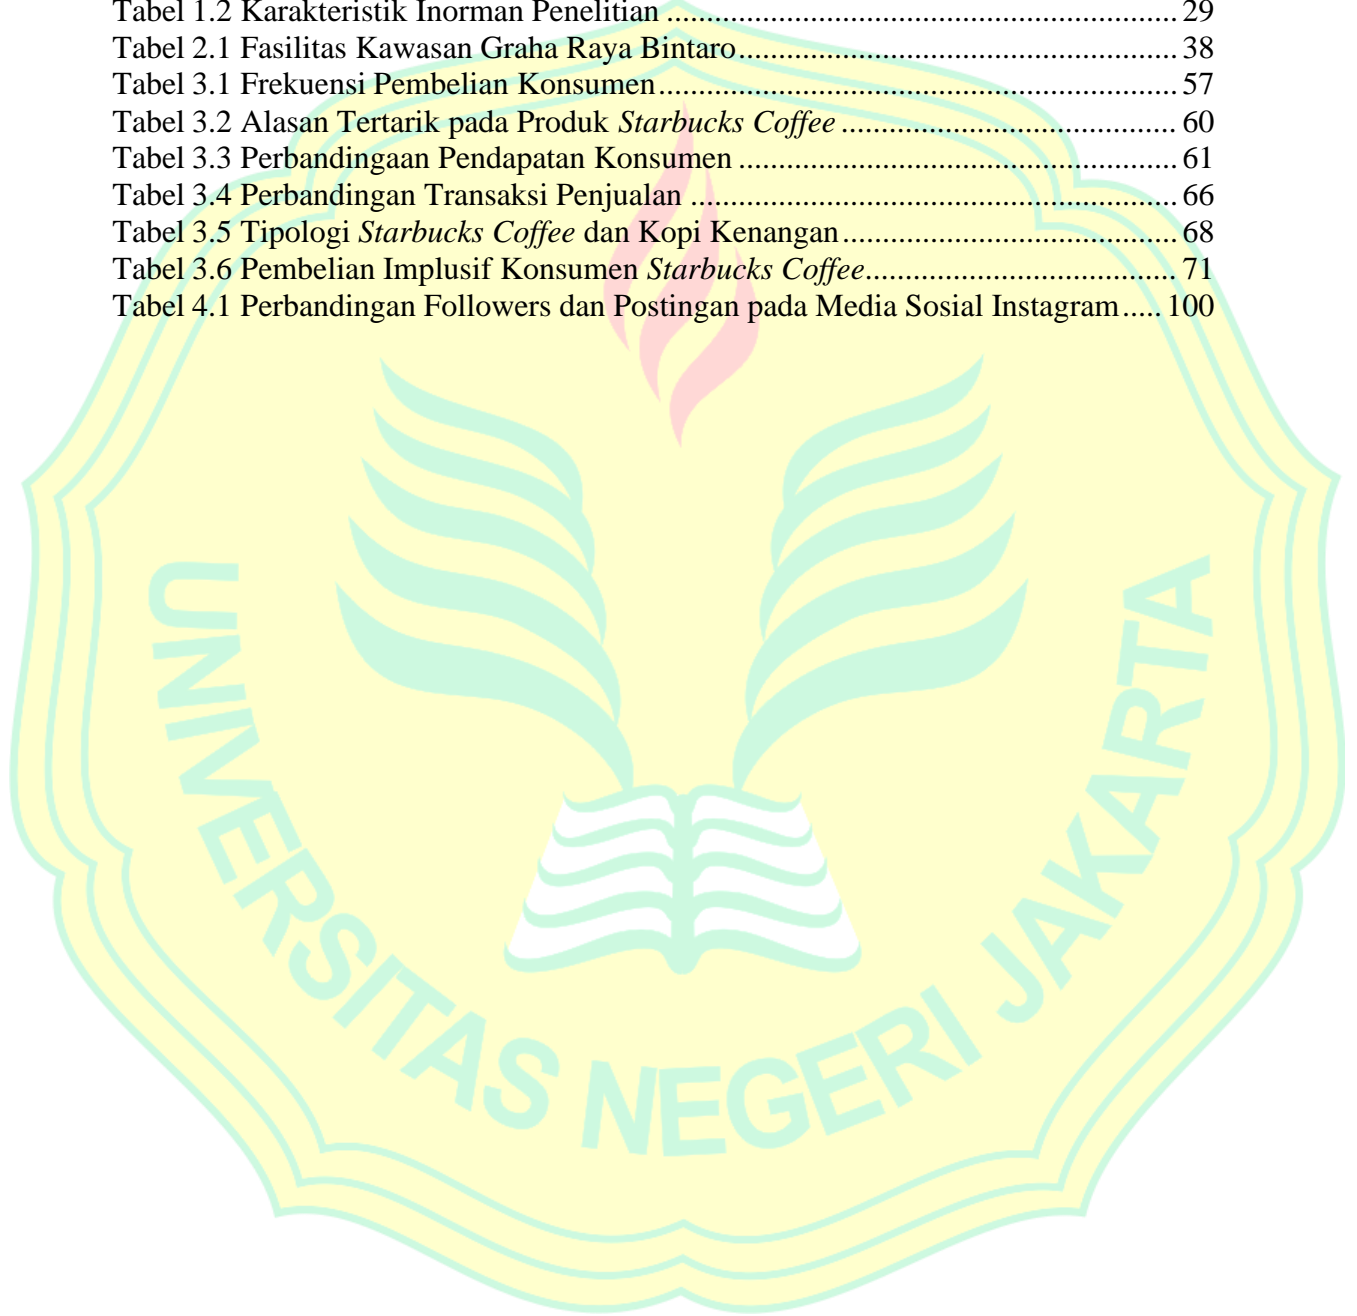 Tabel 1.2 Karakteristik Inorman Penelitian ................................................................ 29
Tabel 2.1 Fasilitas Kawasan Graha Raya Bintaro....................................................... 38
Tabel 3.1 Frekuensi Pembelian Konsumen................................................................. 57
Tabel 3.2 Alasan Tertarik pada Produk Starbucks Coffee .......................................... 60
Tabel 3.3 Perbandingaan Pendapatan Konsumen ....................................................... 61
Tabel 3.4 Perbandingan Transaksi Penjualan ............................................................. 66
Tabel 3.5 Tipologi Starbucks Coffee dan Kopi Kenangan.......................................... 68
Tabel 3.6 Pembelian Implusif Konsumen Starbucks Coffee....................................... 71
Tabel 4.1 Perbandingan Followers dan Postingan pada Media Sosial Instagram..... 100
UNIVERSITAS NEGERI JAKARTA